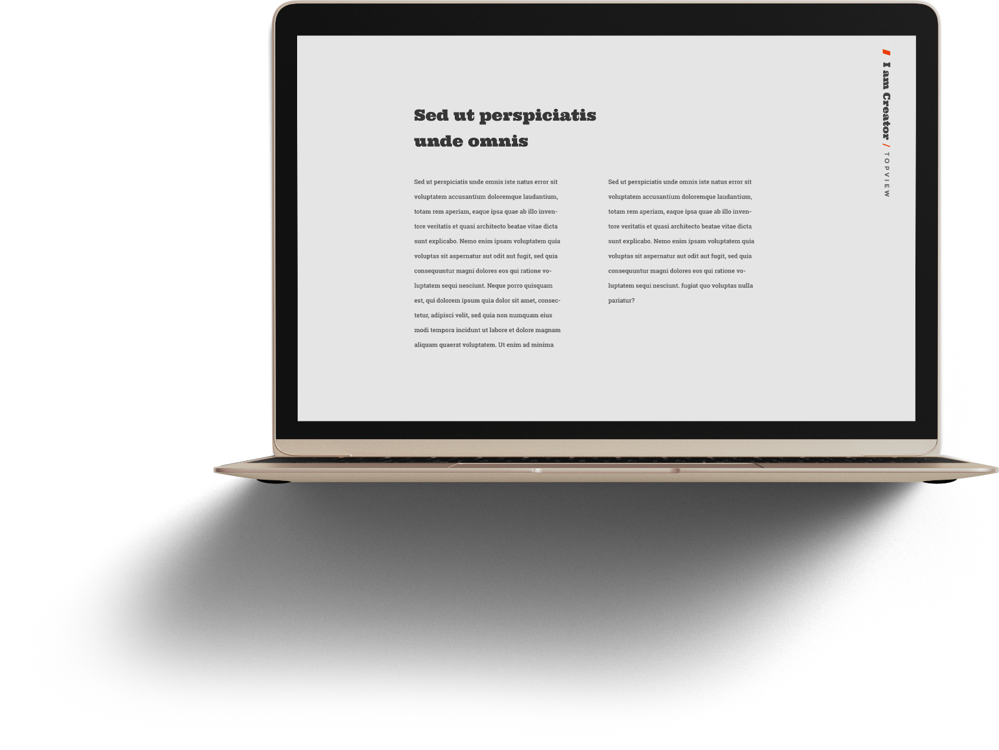 Sed ut perspiciatis
unde omnis
Sed ut perspiciatis unde omnis iste natus error sit
voluptatem accusantium doloremque laudantium,
totam rem aperiam, eaque ipsa quae ab illo inven-
tore veritatis et quasi architecto beatae vitae dicta
sunt explicabo. Nemo enim ipsam voluptatem quia
voluptas sit aspernatur aut odit aut fugit, sed quia
consequuntur magni dolores eos qui ratione vo-
luptatem sequi nesciunt. Neque porro quisquam
est, qui dolorem ipsum quia dolor sit amet, consec-
tetur, adipisci velit, sed quia non numquam eius
modi tempora incidunt ut labore et dolore magnam
aliquam quaerat voluptatem. Ut enim ad minima
Sed ut perspiciatis unde omnis iste natus error sit
voluptatem accusantium doloremque laudantium,
totam rem aperiam, eaque ipsa quae ab illo inven-
tore veritatis et quasi architecto beatae vitae dicta
sunt explicabo. Nemo enim ipsam voluptatem quia
voluptas sit aspernatur aut odit aut fugit, sed quia
consequuntur magni dolores eos qui ratione vo-
luptatem sequi nesciunt. fugiat quo voluptas nulla
pariatur?
I am Creator / TOPVIEW